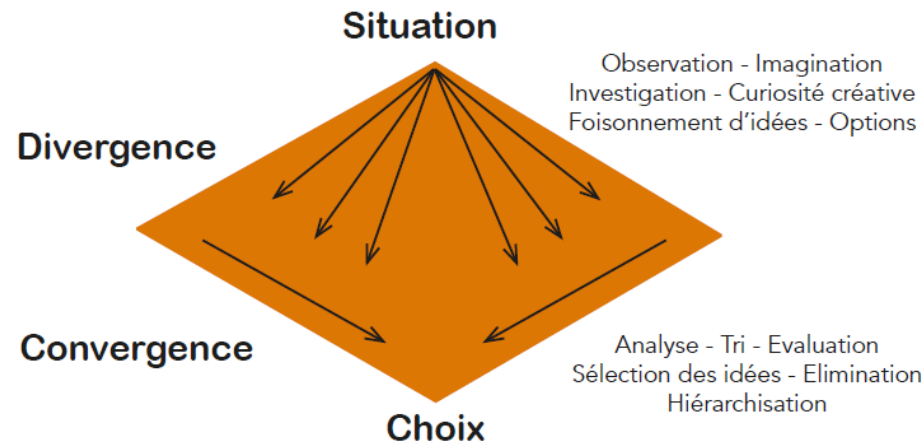 Situation
Observation - Imagination
Investigation - Curiosité créative
Foisonnement d'idées - Options
Divergence
Convergence
Analyse - Tri - Evaluation
Sélection des idées - Elimination
Hiérarchisation
Choix